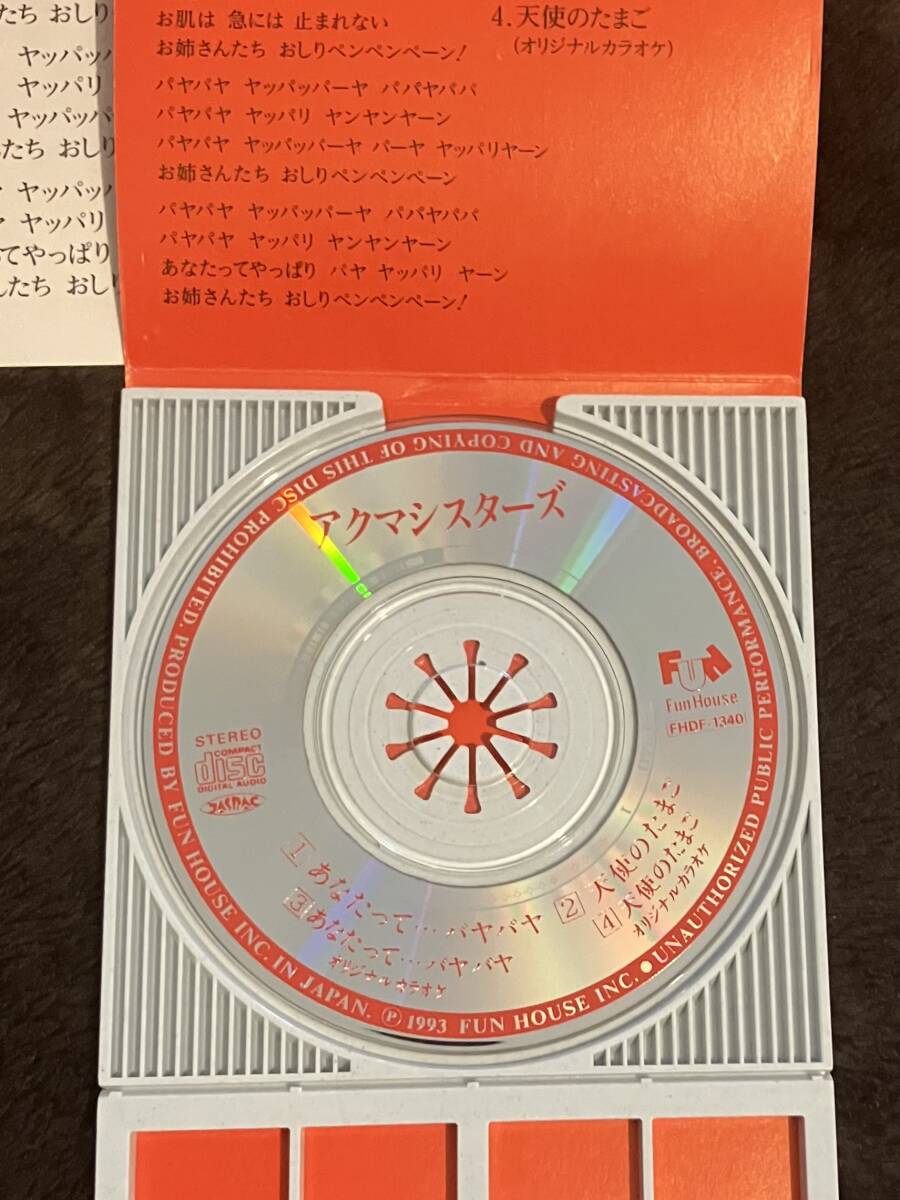 たち おしり
ヤッパッパ
ヤッパリ
ヤッパッパー
たち おしり
ヤッパッパ
ヤッパリ
てやっぱり
たち おしり
お肌は 急には 止まれない
お姉さんたち おしりペンペンペーン!
パヤパヤ ヤッパッパーヤ パパヤパパ
パヤパヤ ヤッパリ ヤンヤンヤーン
パヤパヤ ヤッパッパーヤ パーヤ ヤッパリヤーン
お姉さんたち おしりペンペンペーン
パヤパヤ ヤッパッパーヤ パパヤパパ
パヤパヤ ヤッパリ ヤンヤンヤーン
あなたってやっぱり パヤ ヤッパリ ヤーン
お姉さんたち おしりペンペンペーン!
4.天使のたまご
(オリジナルカラオケ)
アクマシスターズ
FUN
Fun House
FHDF-1340
STEREO
COMPACT
disc
DIGITAL AUDIO
JASRAC
1 あなたって…パヤパヤ
2 天使のたまご
3 あなたって…パヤパヤ
オリジナルカラオケ
4 天使のたまご
オリジナルカラオケ
℗ 1993 FUN HOUSE INC. ●UNAUTHORIZED PUBLIC PERFORMANCE, BROADCASTING AND COPYING OF THIS DISC PROHIBITED. PRODUCED BY FUN HOUSE INC. IN JAPAN.